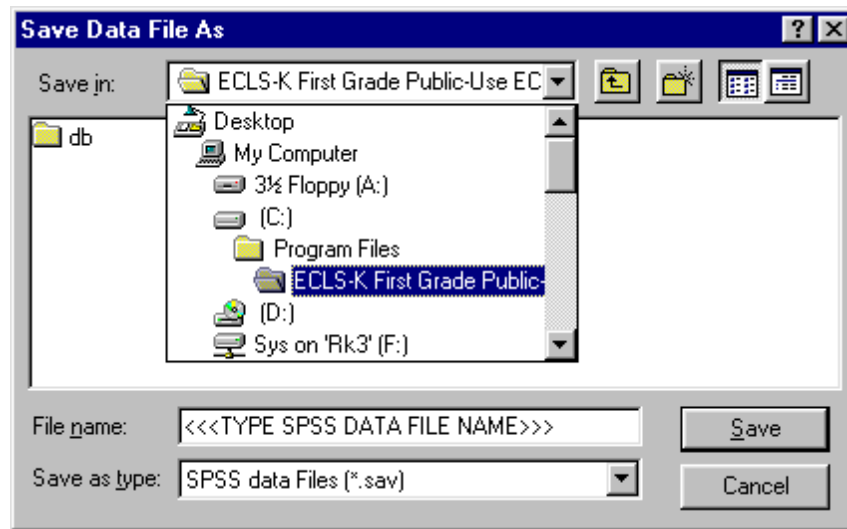 Save Data File As
Save in:
ECLS-K First Grade Public-Use EC
db
Desktop
My Computer
3½ Floppy (A:)
(C:)
Program Files
ECLS-K First Grade Public-
(D:)
Sys on 'Rk3' (F:)
File name:
<<<TYPE SPSS DATA FILE NAME>>>
Save
Save as type:
SPSS data Files (*.sav)
Cancel